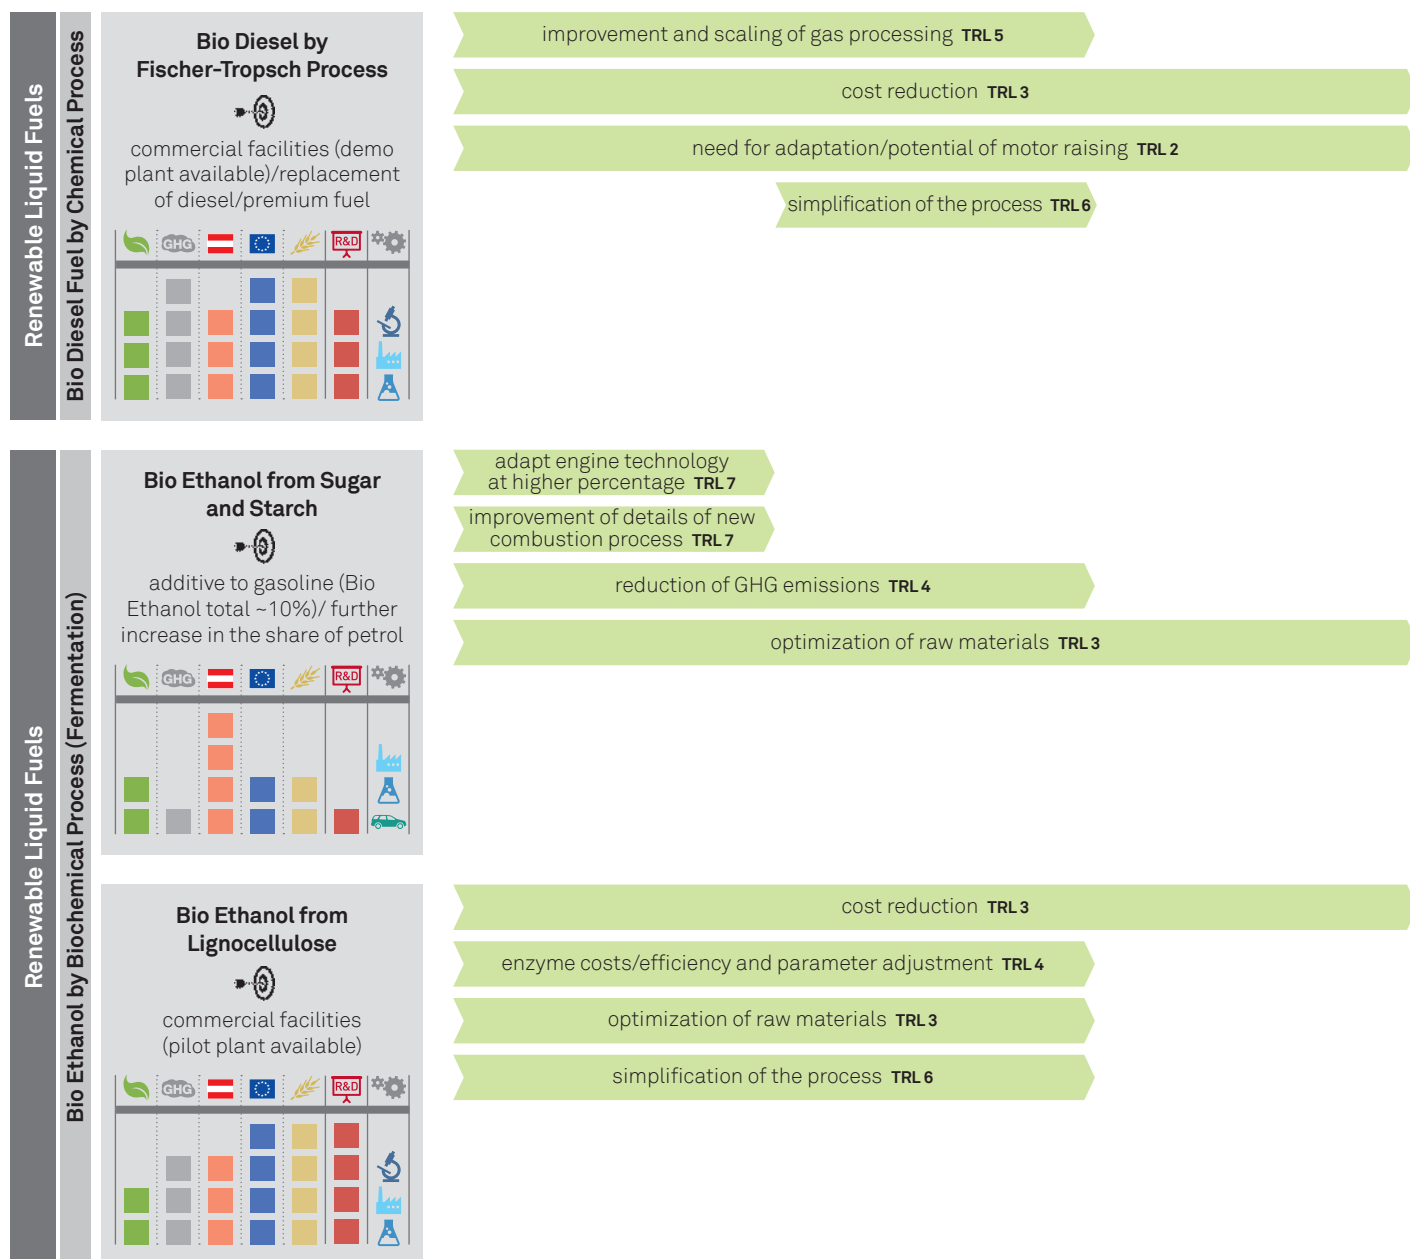 Renewable Liquid Fuels
Bio Diesel Fuel by Chemical Process
Bio Diesel by
Fischer-Tropsch Process
commercial facilities (demo
plant available)/replacement
of diesel/premium fuel
GHG
R&D
improvement and scaling of gas processing TRL 5
cost reduction TRL 3
need for adaptation/potential of motor raising TRL 2
simplification of the process TRL 6
Renewable Liquid Fuels
Bio Ethanol by Biochemical Process (Fermentation)
Bio Ethanol from Sugar
and Starch
additive to gasoline (Bio
Ethanol total ~10%)/ further
increase in the share of petrol
GHG
R&D
adapt engine technology
at higher percentage TRL 7
improvement of details of new
combustion process TRL 7
reduction of GHG emissions TRL 4
optimization of raw materials TRL 3
Bio Ethanol from
Lignocellulose
commercial facilities
(pilot plant available)
GHG
R&D
cost reduction TRL 3
enzyme costs/efficiency and parameter adjustment TRL 4
optimization of raw materials TRL 3
simplification of the process TRL 6